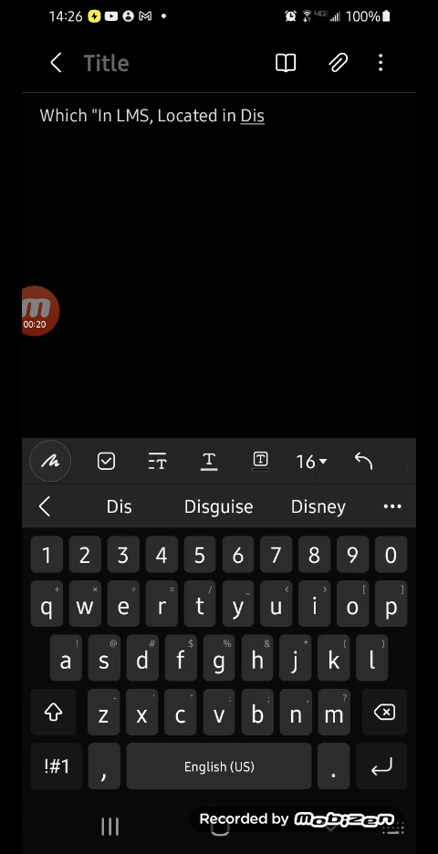 14:26 100%
Title
Which "In LMS, Located in Dis
m
00:20
T T T 16
Dis Disguise Disney
1 2 3 4 5 6 7 8 9 0
+ × ÷ = / _ < > [ ]
q w e r t y u i o p
! @ # $ % & * ( )
a s d f g h j k l
- ' " : ; , ?
z x c v b n m
!#1 , English (US) .
Recorded by mobizen